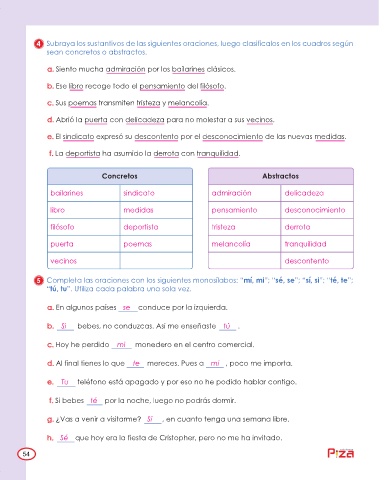 4 Subraya los sustantivos de las siguientes oraciones, luego clasifícalos en los cuadros según
sean concretos o abstractos.
a. Siento mucha admiración por los bailarines clásicos.
b. Ese libro recoge todo el pensamiento del filósofo.
c. Sus poemas transmiten tristeza y melancolía.
d. Abrió la puerta con delicadeza para no molestar a sus vecinos.
e. El sindicato expresó su descontento por el desconocimiento de las nuevas medidas.
f. La deportista ha asumido la derrota con tranquilidad.
Concretos Abstractos
bailarines sindicato admiración delicadeza
libro medidas pensamiento desconocimiento
filósofo deportista tristeza derrota
puerta poemas melancolía tranquilidad
vecinos descontento
5 Completa las oraciones con los siguientes monosílabos: "mí, mi"; "sé, se"; "sí, si"; "té, te";
"tú, tu". Utiliza cada palabra una sola vez.
a. En algunos países se conduce por la izquierda.
b. Si bebes, no conduzcas. Así me enseñaste tú .
c. Hoy he perdido mi monedero en el centro comercial.
d. Al final tienes lo que te mereces. Pues a mí , poco me importa.
e. Tu teléfono está apagado y por eso no he podido hablar contigo.
f. Si bebes té por la noche, luego no podrás dormir.
g. ¿Vas a venir a visitarme? Sí , en cuanto tenga una semana libre.
h. Sé que hoy era la fiesta de Cristopher, pero no me ha invitado.
54